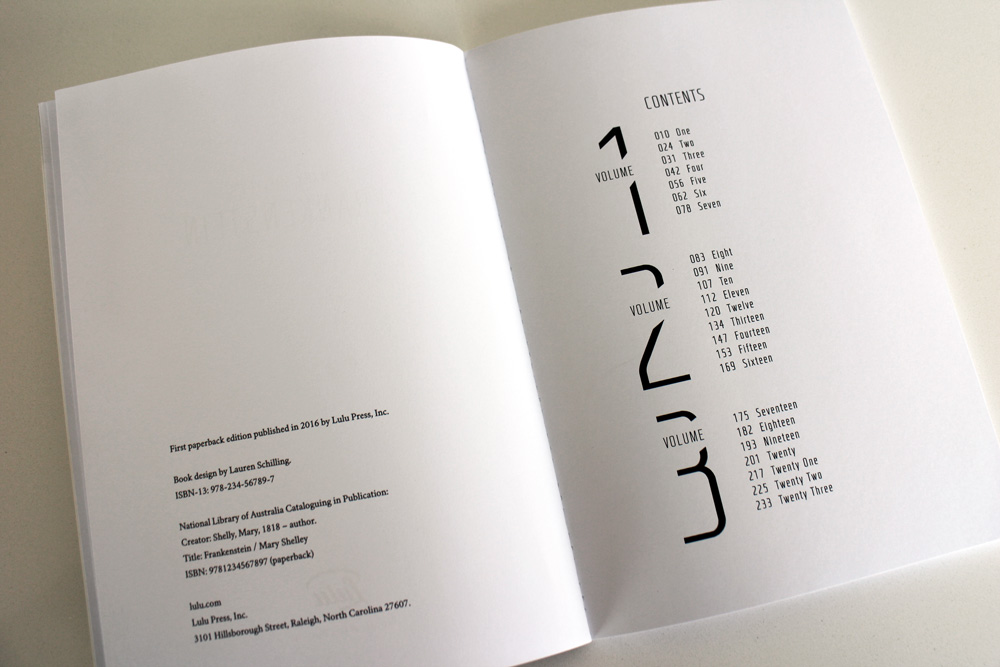 First paperback edition published in 2016 by Lulu Press, Inc.
Book design by Lauren Schilling,
ISBN-13: 978-234-56789-7
National Library of Australia Cataloguing in Publication:
Creator: Shelly, Mary, 1818 – author.
Title: Frankenstein / Mary Shelley
ISBN: 9781234567897 (paperback)
lulu.com
Lulu Press, Inc.
3101 Hillsborough Street, Raleigh, North Carolina 27607.
CONTENTS
VOLUME 1
010 One
024 Two
031 Three
042 Four
056 Five
062 Six
078 Seven
VOLUME 2
083 Eight
091 Nine
107 Ten
112 Eleven
120 Twelve
134 Thirteen
147 Fourteen
153 Fifteen
169 Sixteen
VOLUME 3
175 Seventeen
182 Eighteen
193 Nineteen
201 Twenty
217 Twenty One
225 Twenty Two
233 Twenty Three